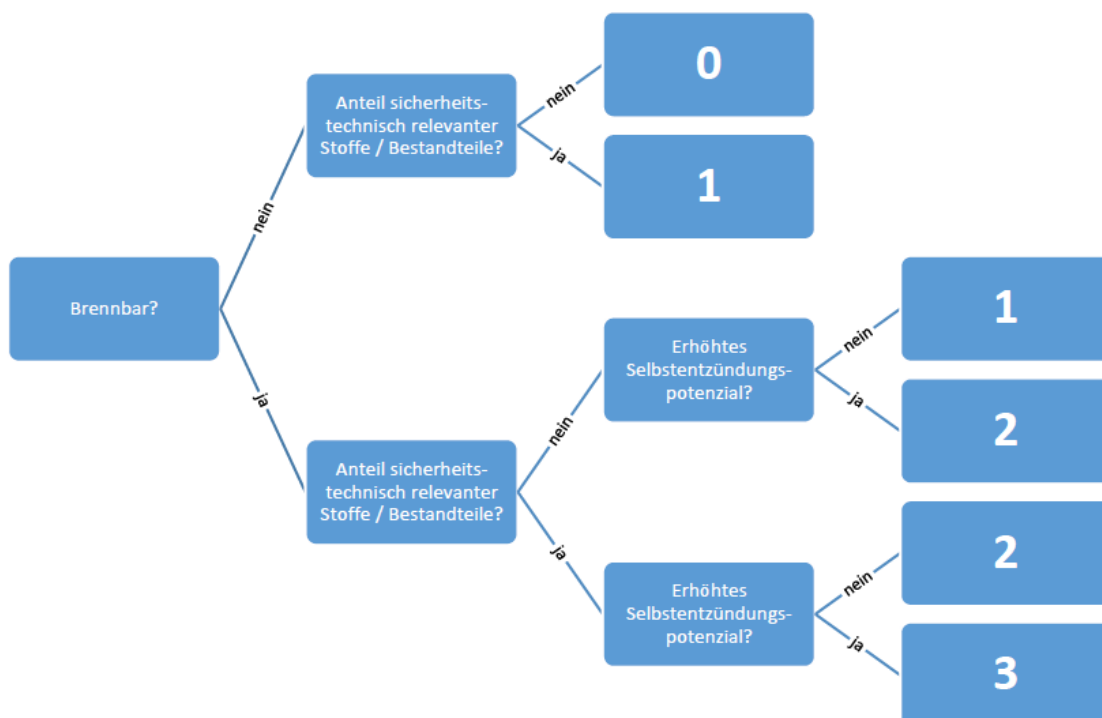 0
Anteil sicherheits-
technisch relevanter
Stoffe / Bestandteile?
nein
ja
1
nein
Brennbar?
ja
1
Erhöhtes
Selbstentzündungs-
potenzial?
nein
ja
2
Anteil sicherheits-
technisch relevanter
Stoffe / Bestandteile?
nein
ja
2
Erhöhtes
Selbstentzündungs-
potenzial?
nein
ja
3